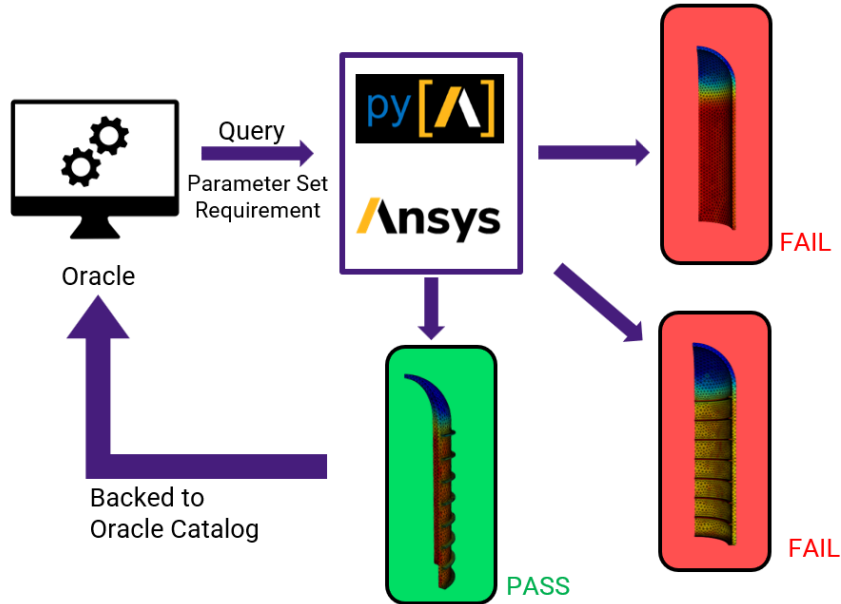 Query
Parameter Set
Requirement
Oracle
py[Λ]
Ansys
FAIL
FAIL
PASS
Backed to
Oracle Catalog